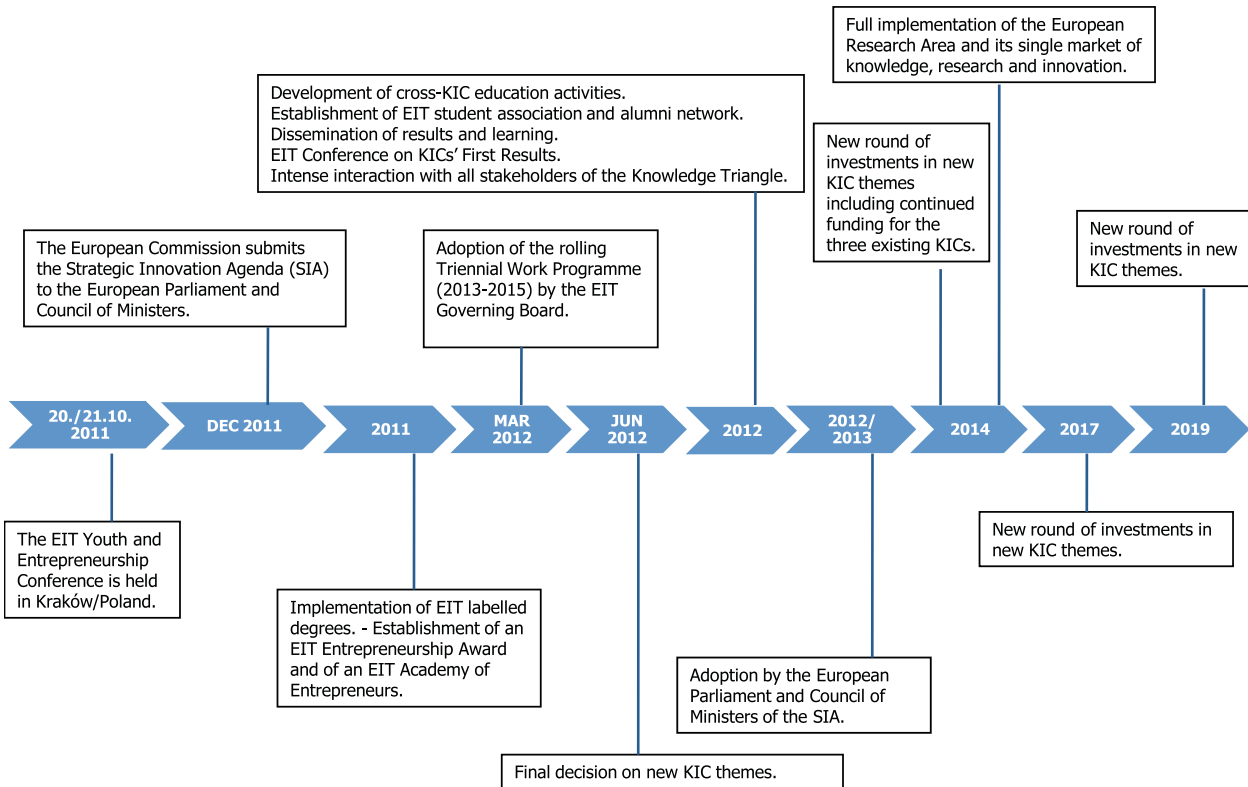 Full implementation of the European
Research Area and its single market of
knowledge, research and innovation.
Development of cross-KIC education activities.
Establishment of EIT student association and alumni network.
Dissemination of results and learning.
EIT Conference on KICs' First Results.
Intense interaction with all stakeholders of the Knowledge Triangle.
New round of
investments in new
KIC themes
including continued
funding for the
three existing KICs.
New round of
investments in new
KIC themes.
The European Commission submits
the Strategic Innovation Agenda (SIA)
to the European Parliament and
Council of Ministers.
Adoption of the rolling
Triennial Work Programme
(2013-2015) by the EIT
Governing Board.
20./21.10.
2011
DEC 2011
2011
MAR
2012
JUN
2012
2012
2012/
2013
2014
2017
2019
The EIT Youth and
Entrepreneurship
Conference is held
in Kraków/Poland.
New round of investments in
new KIC themes.
Implementation of EIT labelled
degrees. - Establishment of an
EIT Entrepreneurship Award
and of an EIT Academy of
Entrepreneurs.
Adoption by the European
Parliament and Council of
Ministers of the SIA.
Final decision on new KIC themes.